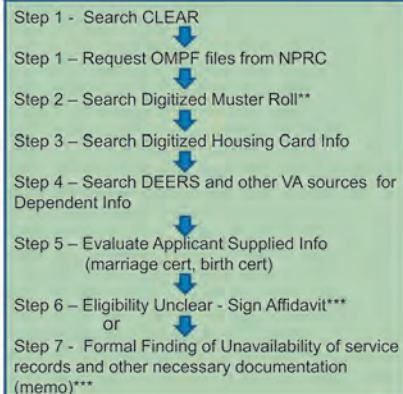 Step 1 - Search CLEAR
Step 1 – Request OMPF files from NPRC
Step 2 – Search Digitized Muster Roll**
Step 3 – Search Digitized Housing Card Info
Step 4 – Search DEERS and other VA sources for
Dependent Info
Step 5 – Evaluate Applicant Supplied Info
(marriage cert, birth cert)
Step 6 – Eligibility Unclear - Sign Affidavit***
or
Step 7 - Formal Finding of Unavailability of service
records and other necessary documentation
(memo)***